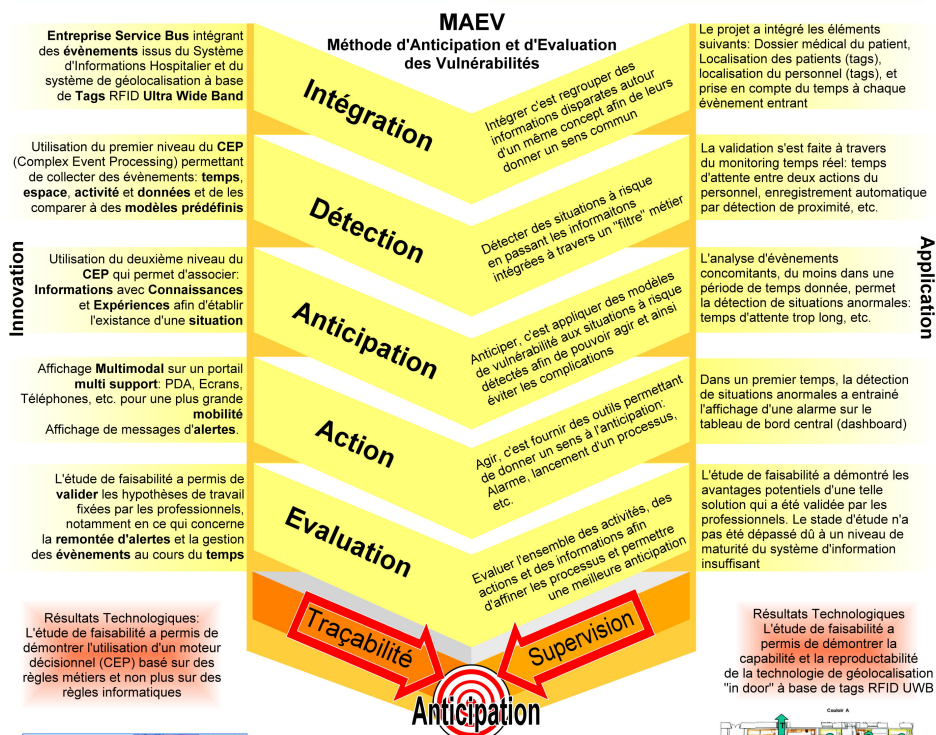 MAEV
Méthode d'Anticipation et d'Evaluation
des Vulnérabilités
Innovation
Application
Entreprise Service Bus intégrant
des évènements issus du Système
d'Informations Hospitalier et du
système de géolocalisation à base
de Tags RFID Ultra Wide Band
Intégration
Intégrer c'est regrouper des
informations disparates autour
d'un même concept afin de leurs
donner un sens commun
Le projet a intégré les éléments
suivants: Dossier médical du patient,
Localisation des patients (tags),
localisation du personnel (tags), et
prise en compte du temps à chaque
évènement entrant
Utilisation du premier niveau du CEP
(Complex Event Processing) permettant
de collecter des évènements: temps,
espace, activité et données et de les
comparer à des modèles prédéfinis
Détection
Détecter des situations à risque
en passant les informaitons
intégrées à travers un "filtre" métier
La validation s'est faite à travers
du monitoring temps réel: temps
d'attente entre deux actions du
personnel, enregistrement automatique
par détection de proximité, etc.
Utilisation du deuxième niveau du
CEP qui permet d'associer:
Informations avec Connaissances
et Expériences afin d'établir
l'existance d'une situation
Anticipation
Anticiper, c'est appliquer des modèles
de vulnérabilité aux situations à risque
détectés afin de pouvoir agir et ainsi
éviter les complications
L'analyse d'évènements
concomitants, du moins dans une
période de temps donnée, permet
la détection de situations anormales:
temps d'attente trop long, etc.
Affichage Multimodal sur un portail
multi support: PDA, Ecrans,
Téléphones, etc. pour une plus grande
mobilité
Affichage de messages d'alertes.
Action
Agir, c'est fournir des outils permettant
de donner un sens à l'anticipation:
Alarme, lancement d'un processus,
etc.
Dans un premier temps, la détection
de situations anormales a entrainé
l'affichage d'une alarme sur le
tableau de bord central (dashboard)
L'étude de faisabilité a permis de
valider les hypothèses de travail
fixées par les professionnels,
notamment en ce qui concerne
la remontée d'alertes et la gestion
des évènements au cours du temps
Evaluation
Evaluer l'ensemble des activités, des
actions et des informations afin
d'affiner les processus et permettre
une meilleure anticipation
L'étude de faisabilité a démontré les
avantages potentiels d'une telle
solution qui a été validée par les
professionnels. Le stade d'étude n'a
pas été dépassé dû à un niveau de
maturité du système d'information
insuffisant
Traçabilité
Supervision
Anticipation
Résultats Technologiques:
L'étude de faisabilité a permis de
démontrer l'utilisation d'un moteur
décisionnel (CEP) basé sur des
règles métiers et non plus sur des
règles informatiques
Résultats Technologiques
L'étude de faisabilité a
permis de démontrer la
capabilité et la reproductabilité
de la technologie de géolocalisation
"in door" à base de tags RFID UWB
Couloir A